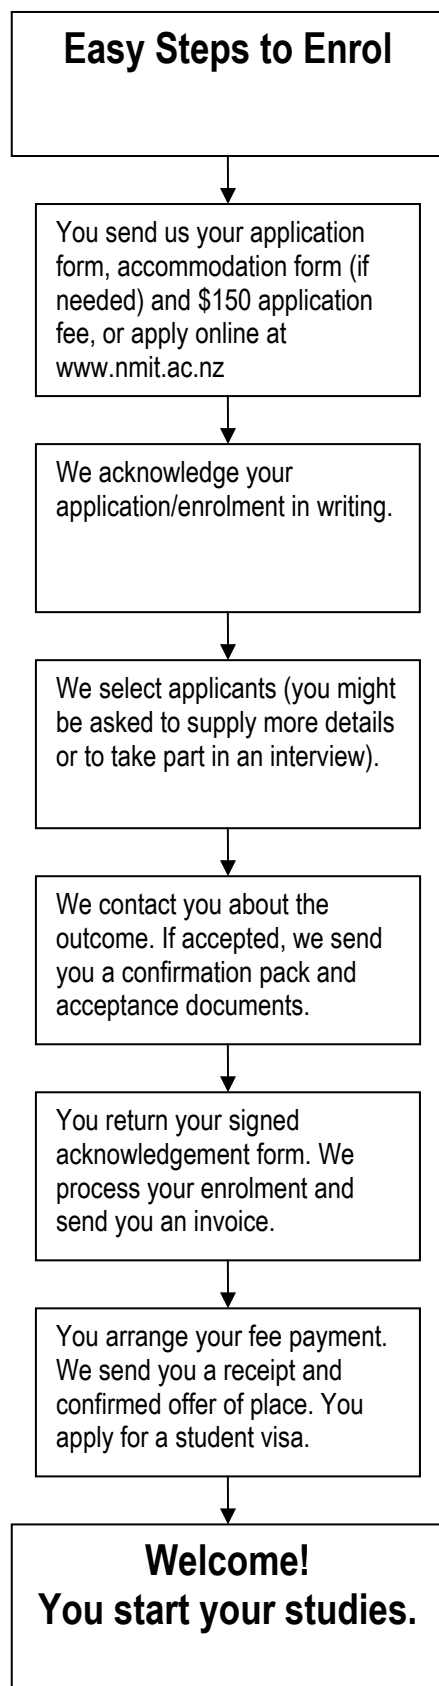 Easy Steps to Enrol
You send us your application
form, accommodation form (if
needed) and $150 application
fee, or apply online at
www.nmit.ac.nz
We acknowledge your
application/enrolment in writing.
We select applicants (you might
be asked to supply more details
or to take part in an interview).
We contact you about the
outcome. If accepted, we send
you a confirmation pack and
acceptance documents.
You return your signed
acknowledgement form. We
process your enrolment and
send you an invoice.
You arrange your fee payment.
We send you a receipt and
confirmed offer of place. You
apply for a student visa.
Welcome!
You start your studies.